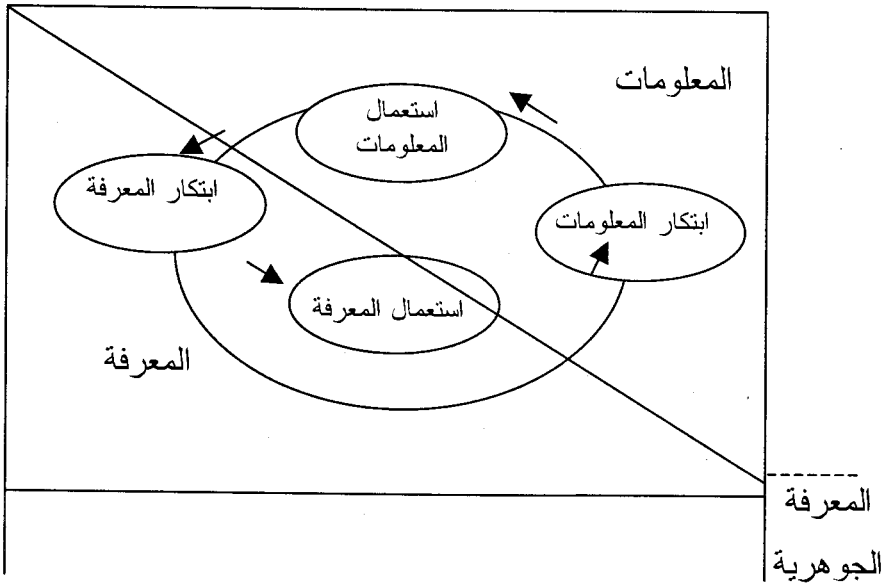 المعلومات
استعمال
المعلومات
ابتكار المعرفة
ابتكار المعلومات
استعمال المعرفة
المعرفة
المعرفة
الجوهرية